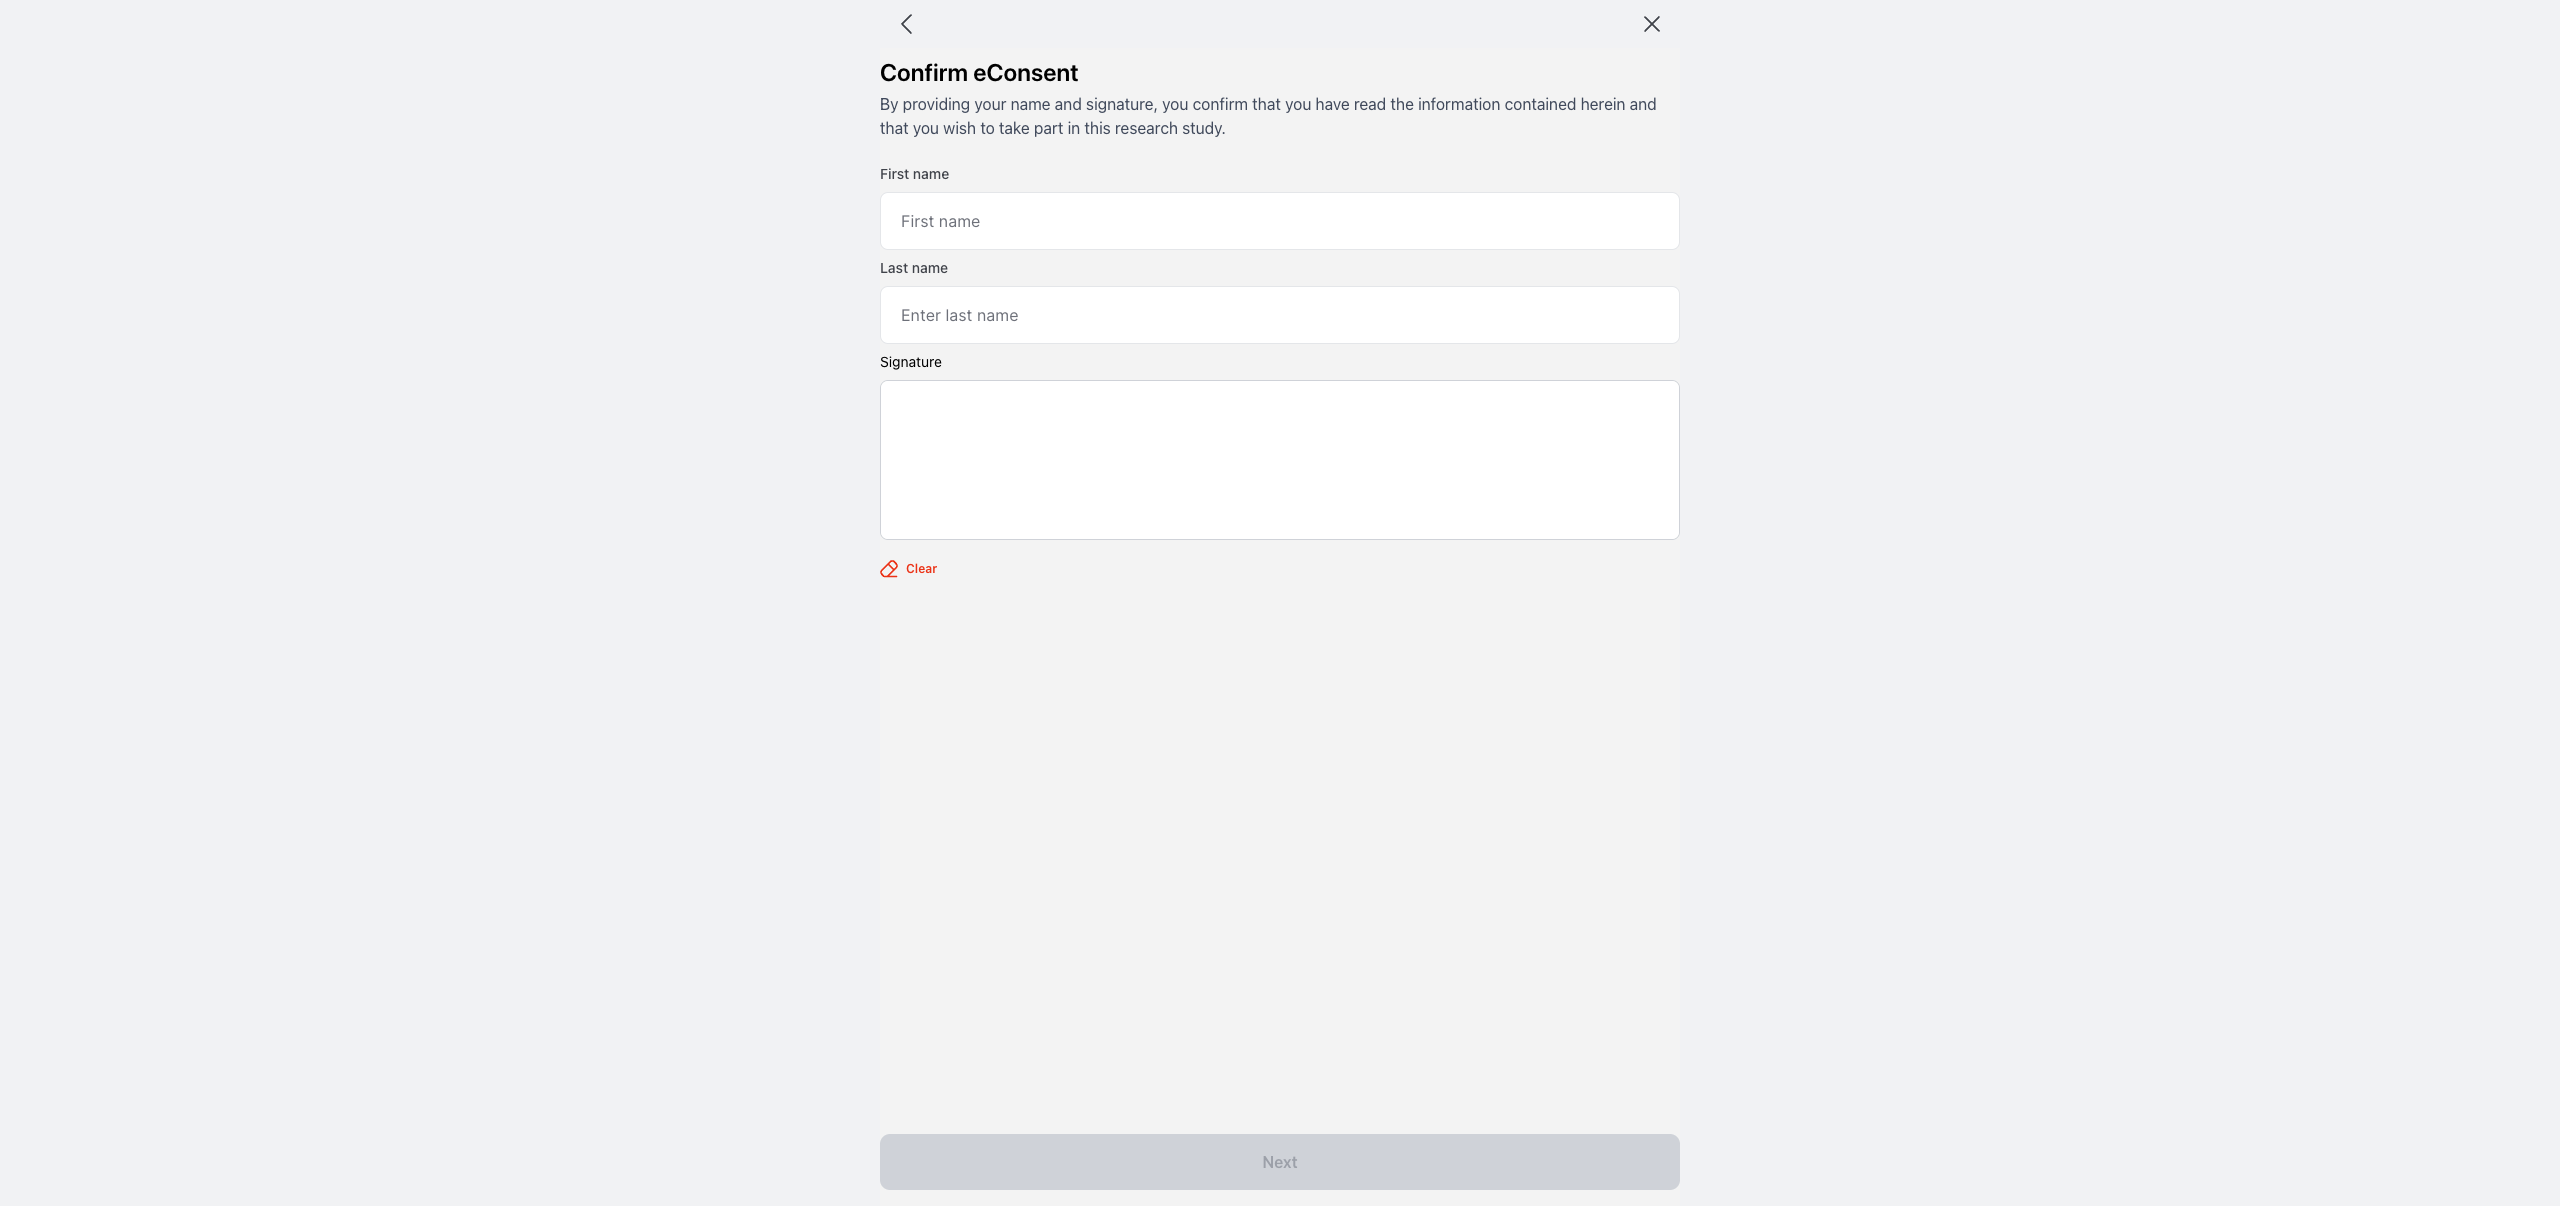 Confirm eConsent
By providing your name and signature, you confirm that you have read the information contained herein and
that you wish to take part in this research study.
First name
First name
Last name
Enter last name
Signature
Clear
Next